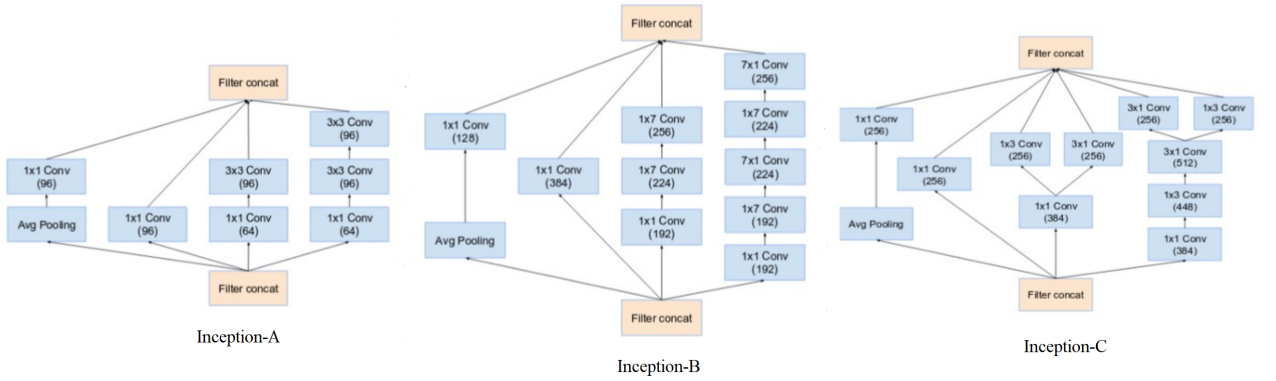 Filter concat
3x3 Conv
(96)
1x1 Conv
(96)
3x3 Conv
(96)
3x3 Conv
(96)
Avg Pooling
1x1 Conv
(96)
1x1 Conv
(64)
1x1 Conv
(64)
Filter concat
Inception-A
Filter concat
7x1 Conv
(256)
1x1 Conv
(128)
1x7 Conv
(256)
1x7 Conv
(224)
1x1 Conv
(384)
1x7 Conv
(224)
7x1 Conv
(224)
Avg Pooling
1x1 Conv
(192)
1x7 Conv
(192)
1x1 Conv
(192)
Filter concat
Inception-B
Filter concat
1x1 Conv
(256)
3x1 Conv
(256)
1x3 Conv
(256)
1x1 Conv
(256)
1x3 Conv
(256)
3x1 Conv
(256)
3x1 Conv
(512)
1x3 Conv
(448)
Avg Pooling
1x1 Conv
(384)
1x1 Conv
(384)
Filter concat
Inception-C